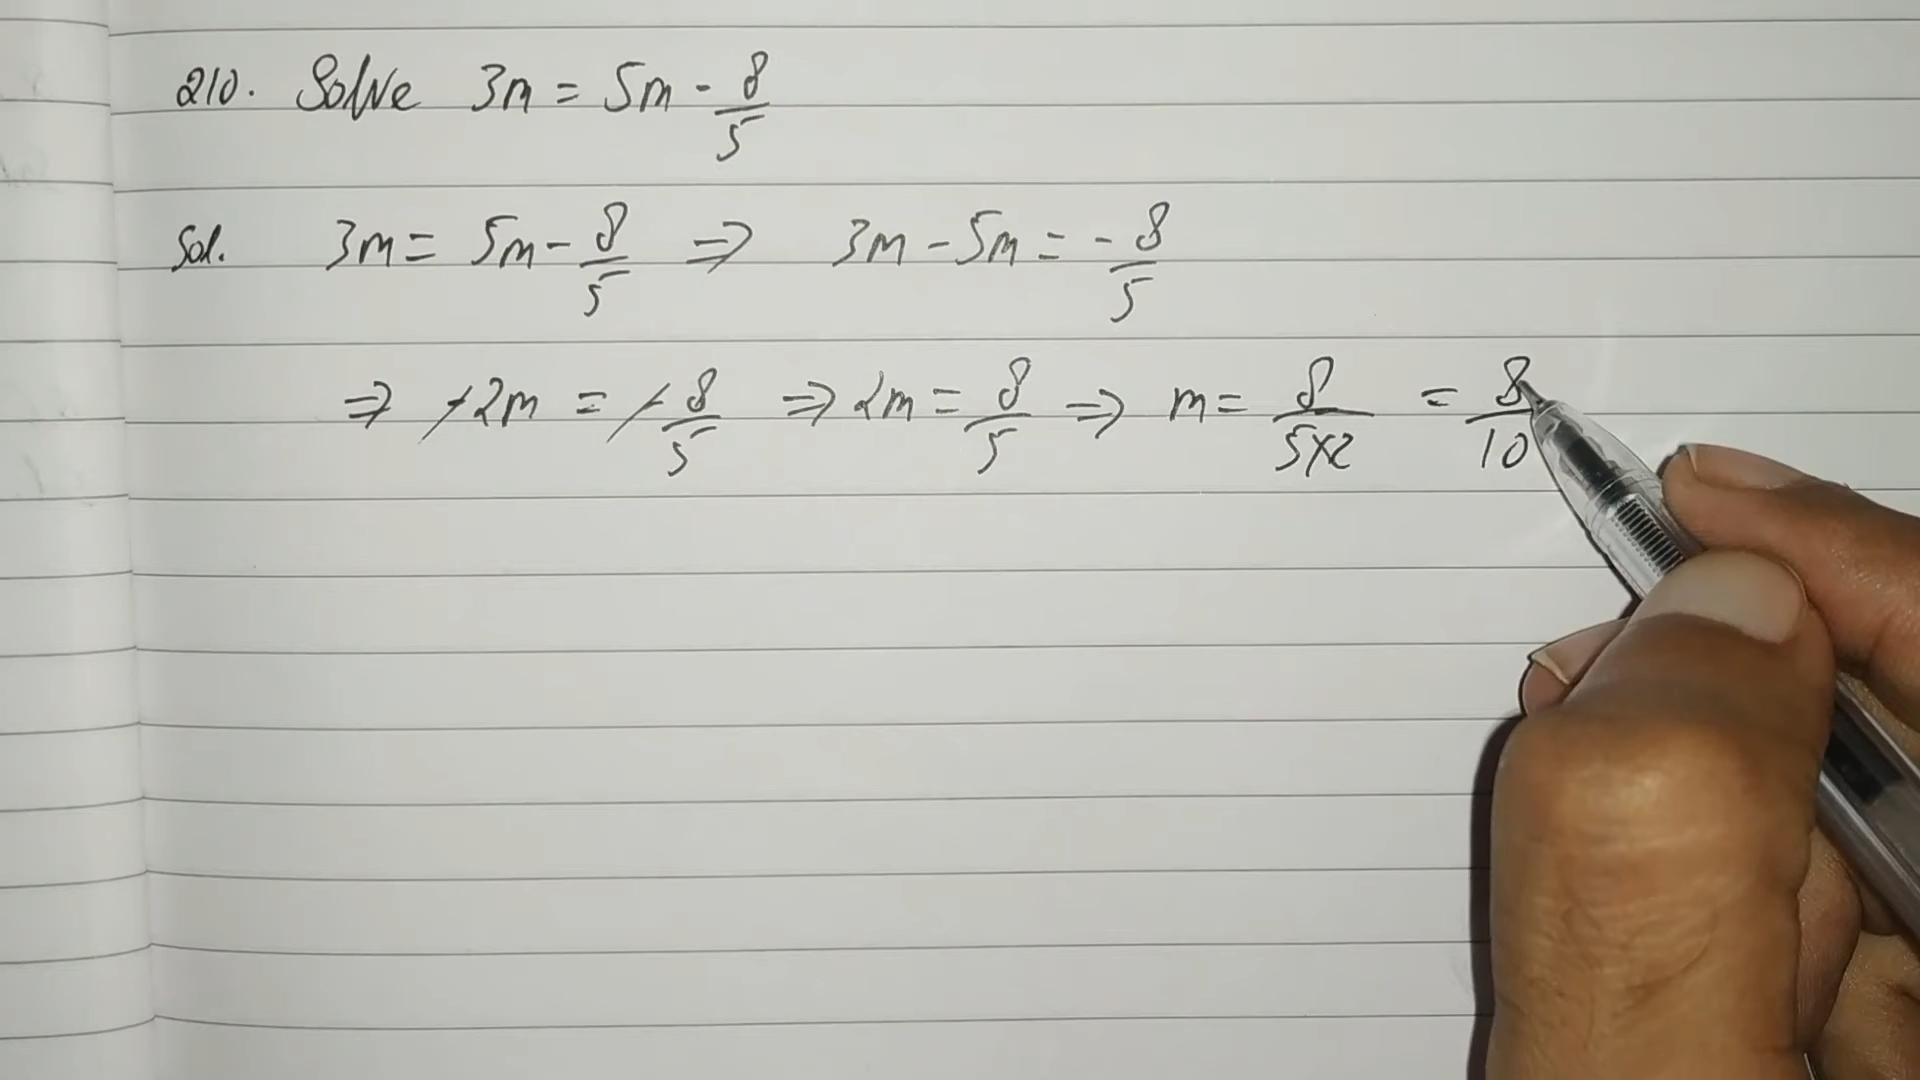 210. Solve 3m = 5m - 8/5
Sol. 3m = 5m - 8/5 ⇒ 3m - 5m = - 8/5
⇒ -2m = - 8/5 ⇒ 2m = 8/5 ⇒ m = 8/5×2 = 8/10